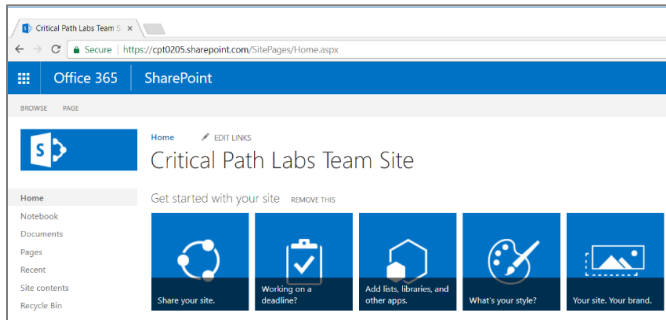 Critical Path Labs Team S
Secure https://cpt0205.sharepoint.com/SitePages/Home.aspx
Office 365 SharePoint
BROWSE PAGE
S
Home EDIT LINKS
Critical Path Labs Team Site
Home
Notebook
Documents
Pages
Recent
Site contents
Recycle Bin
Get started with your site REMOVE THIS
Share your site.
Working on a
deadline?
Add lists, libraries, and
other apps.
What's your style?
Your site. Your brand.